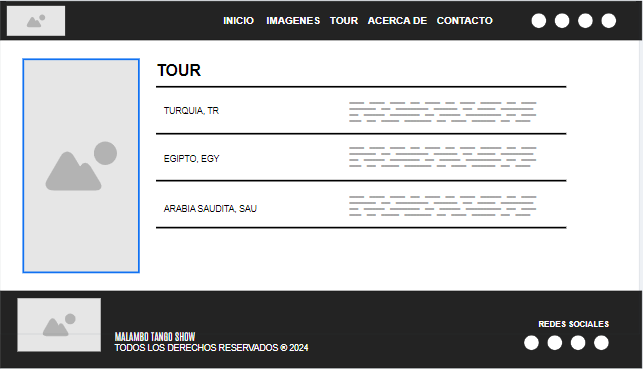 INICIO IMAGENES TOUR ACERCA DE CONTACTO
TOUR
TURQUIA, TR
EGIPTO, EGY
ARABIA SAUDITA, SAU
REDES SOCIALES
MALAMBO TANGO SHOW
TODOS LOS DERECHOS RESERVADOS ® 2024